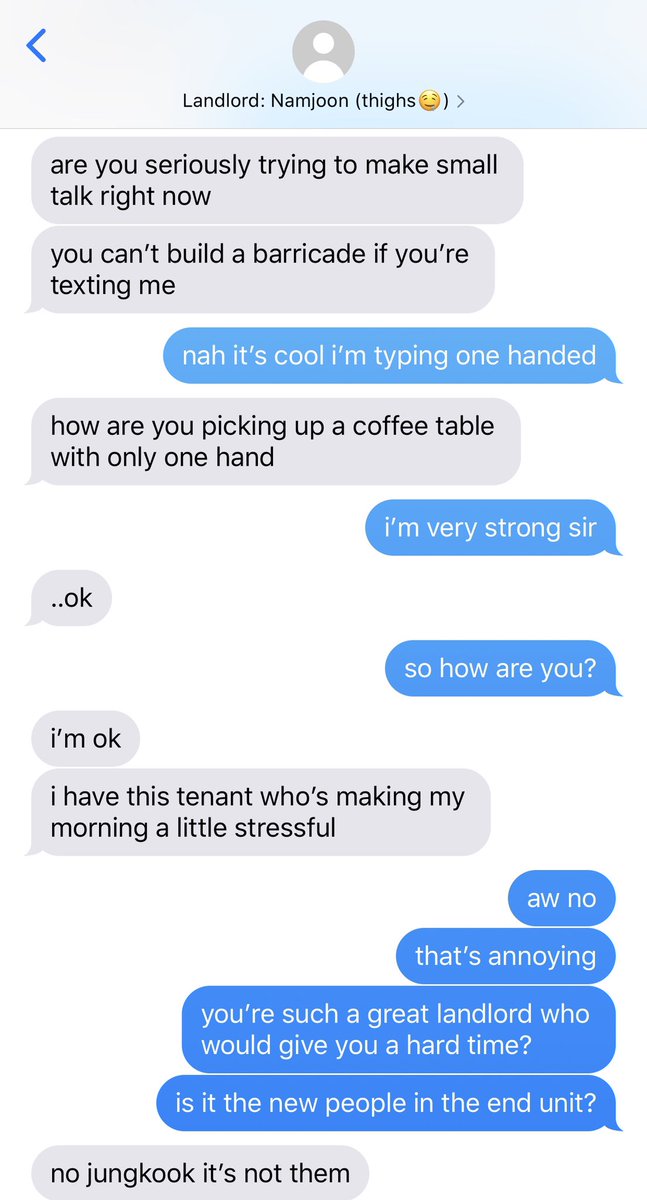 Landlord: Namjoon (thighs🤤)
are you seriously trying to make small
talk right now
you can’t build a barricade if you’re
texting me
nah it’s cool i’m typing one handed
how are you picking up a coffee table
with only one hand
i’m very strong sir
..ok
so how are you?
i’m ok
i have this tenant who’s making my
morning a little stressful
aw no
that’s annoying
you’re such a great landlord who
would give you a hard time?
is it the new people in the end unit?
no jungkook it’s not them